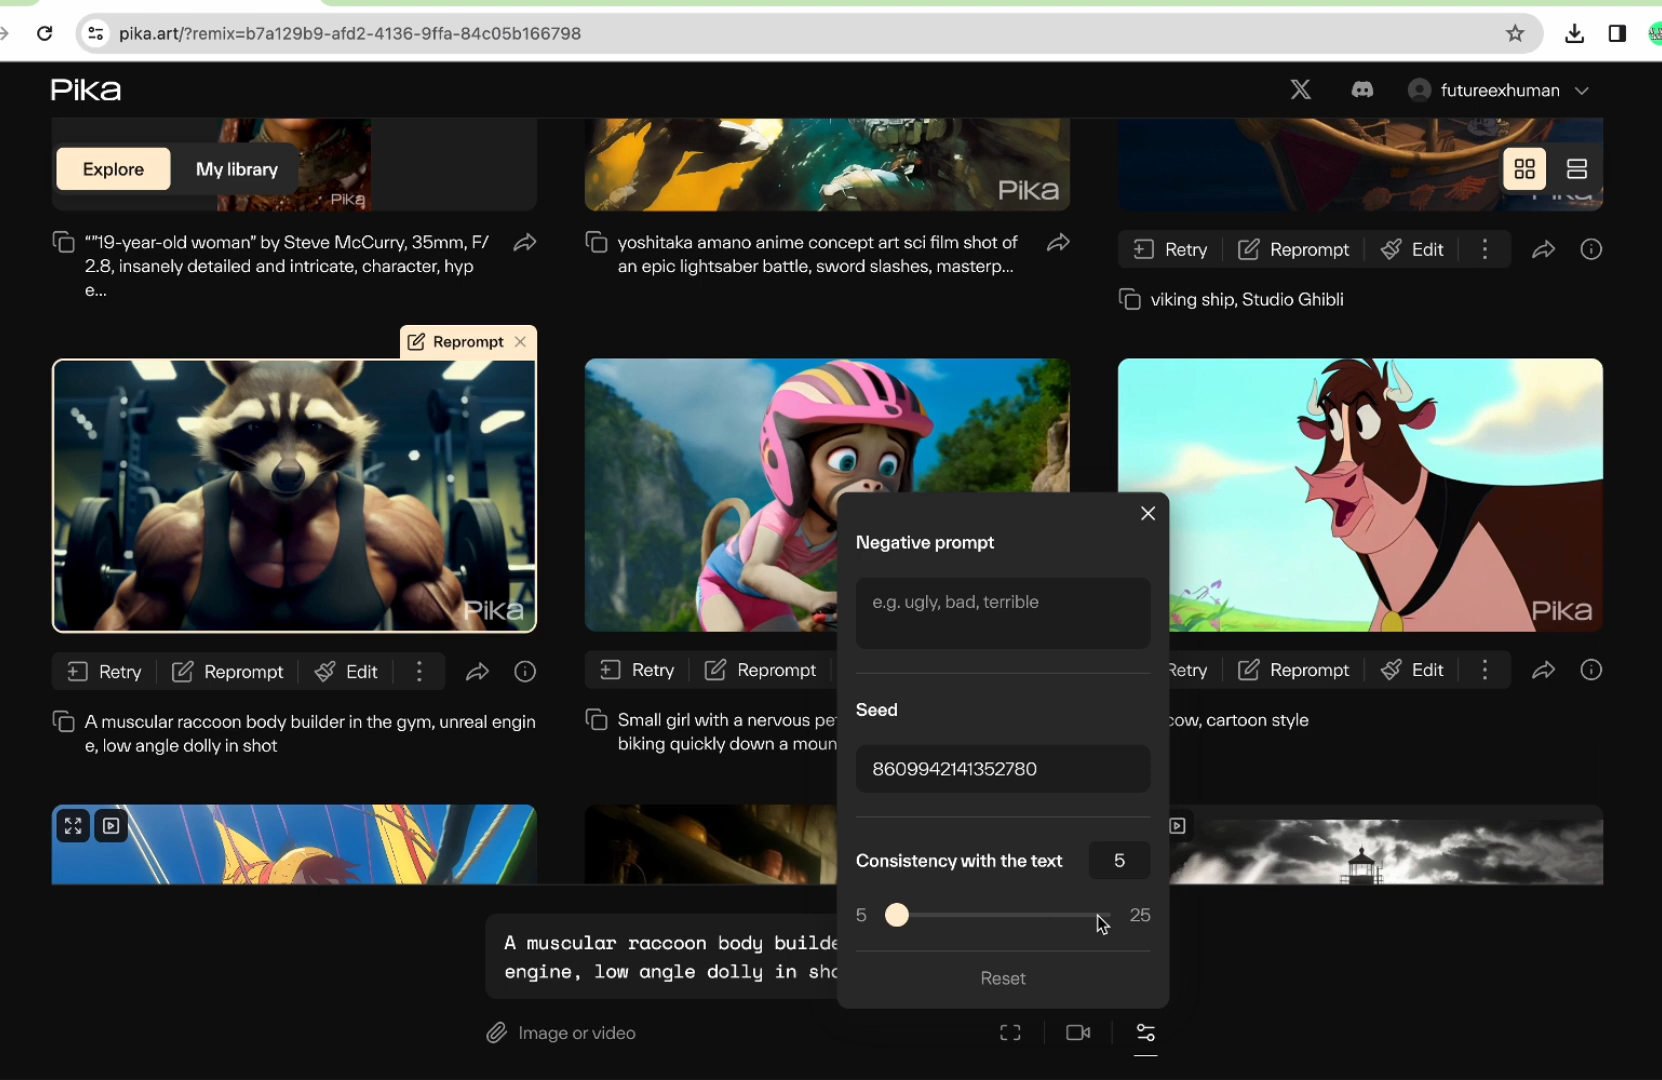 pika.art/?remix=b7a129b9-afd2-4136-9ffa-84c05b166798
Pika
futureexhuman
Explore
My library
Pika
Pika
“”19-year-old woman” by Steve McCurry, 35mm, F/
2.8, insanely detailed and intricate, character, hyp
e...
yoshitaka amano anime concept art sci film shot of
an epic lightsaber battle, sword slashes, masterp...
Retry
Reprompt
Edit
viking ship, Studio Ghibli
Reprompt
Pika
Pika
Retry
Reprompt
Edit
A muscular raccoon body builder in the gym, unreal engin
e, low angle dolly in shot
Retry
Reprompt
Small girl with a nervous pe
biking quickly down a moun
Retry
Reprompt
Edit
cow, cartoon style
Negative prompt
e.g. ugly, bad, terrible
Seed
8609942141352780
Consistency with the text
5
5
25
Reset
A muscular raccoon body builde
engine, low angle dolly in sho
Image or video